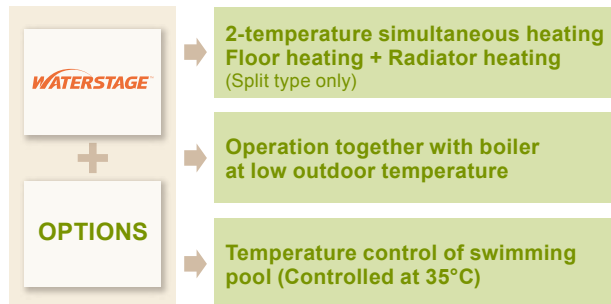 WATERSTAGE™
+
OPTIONS
2-temperature simultaneous heating
Floor heating + Radiator heating
(Split type only)
Operation together with boiler
at low outdoor temperature
Temperature control of swimming
pool (Controlled at 35°C)